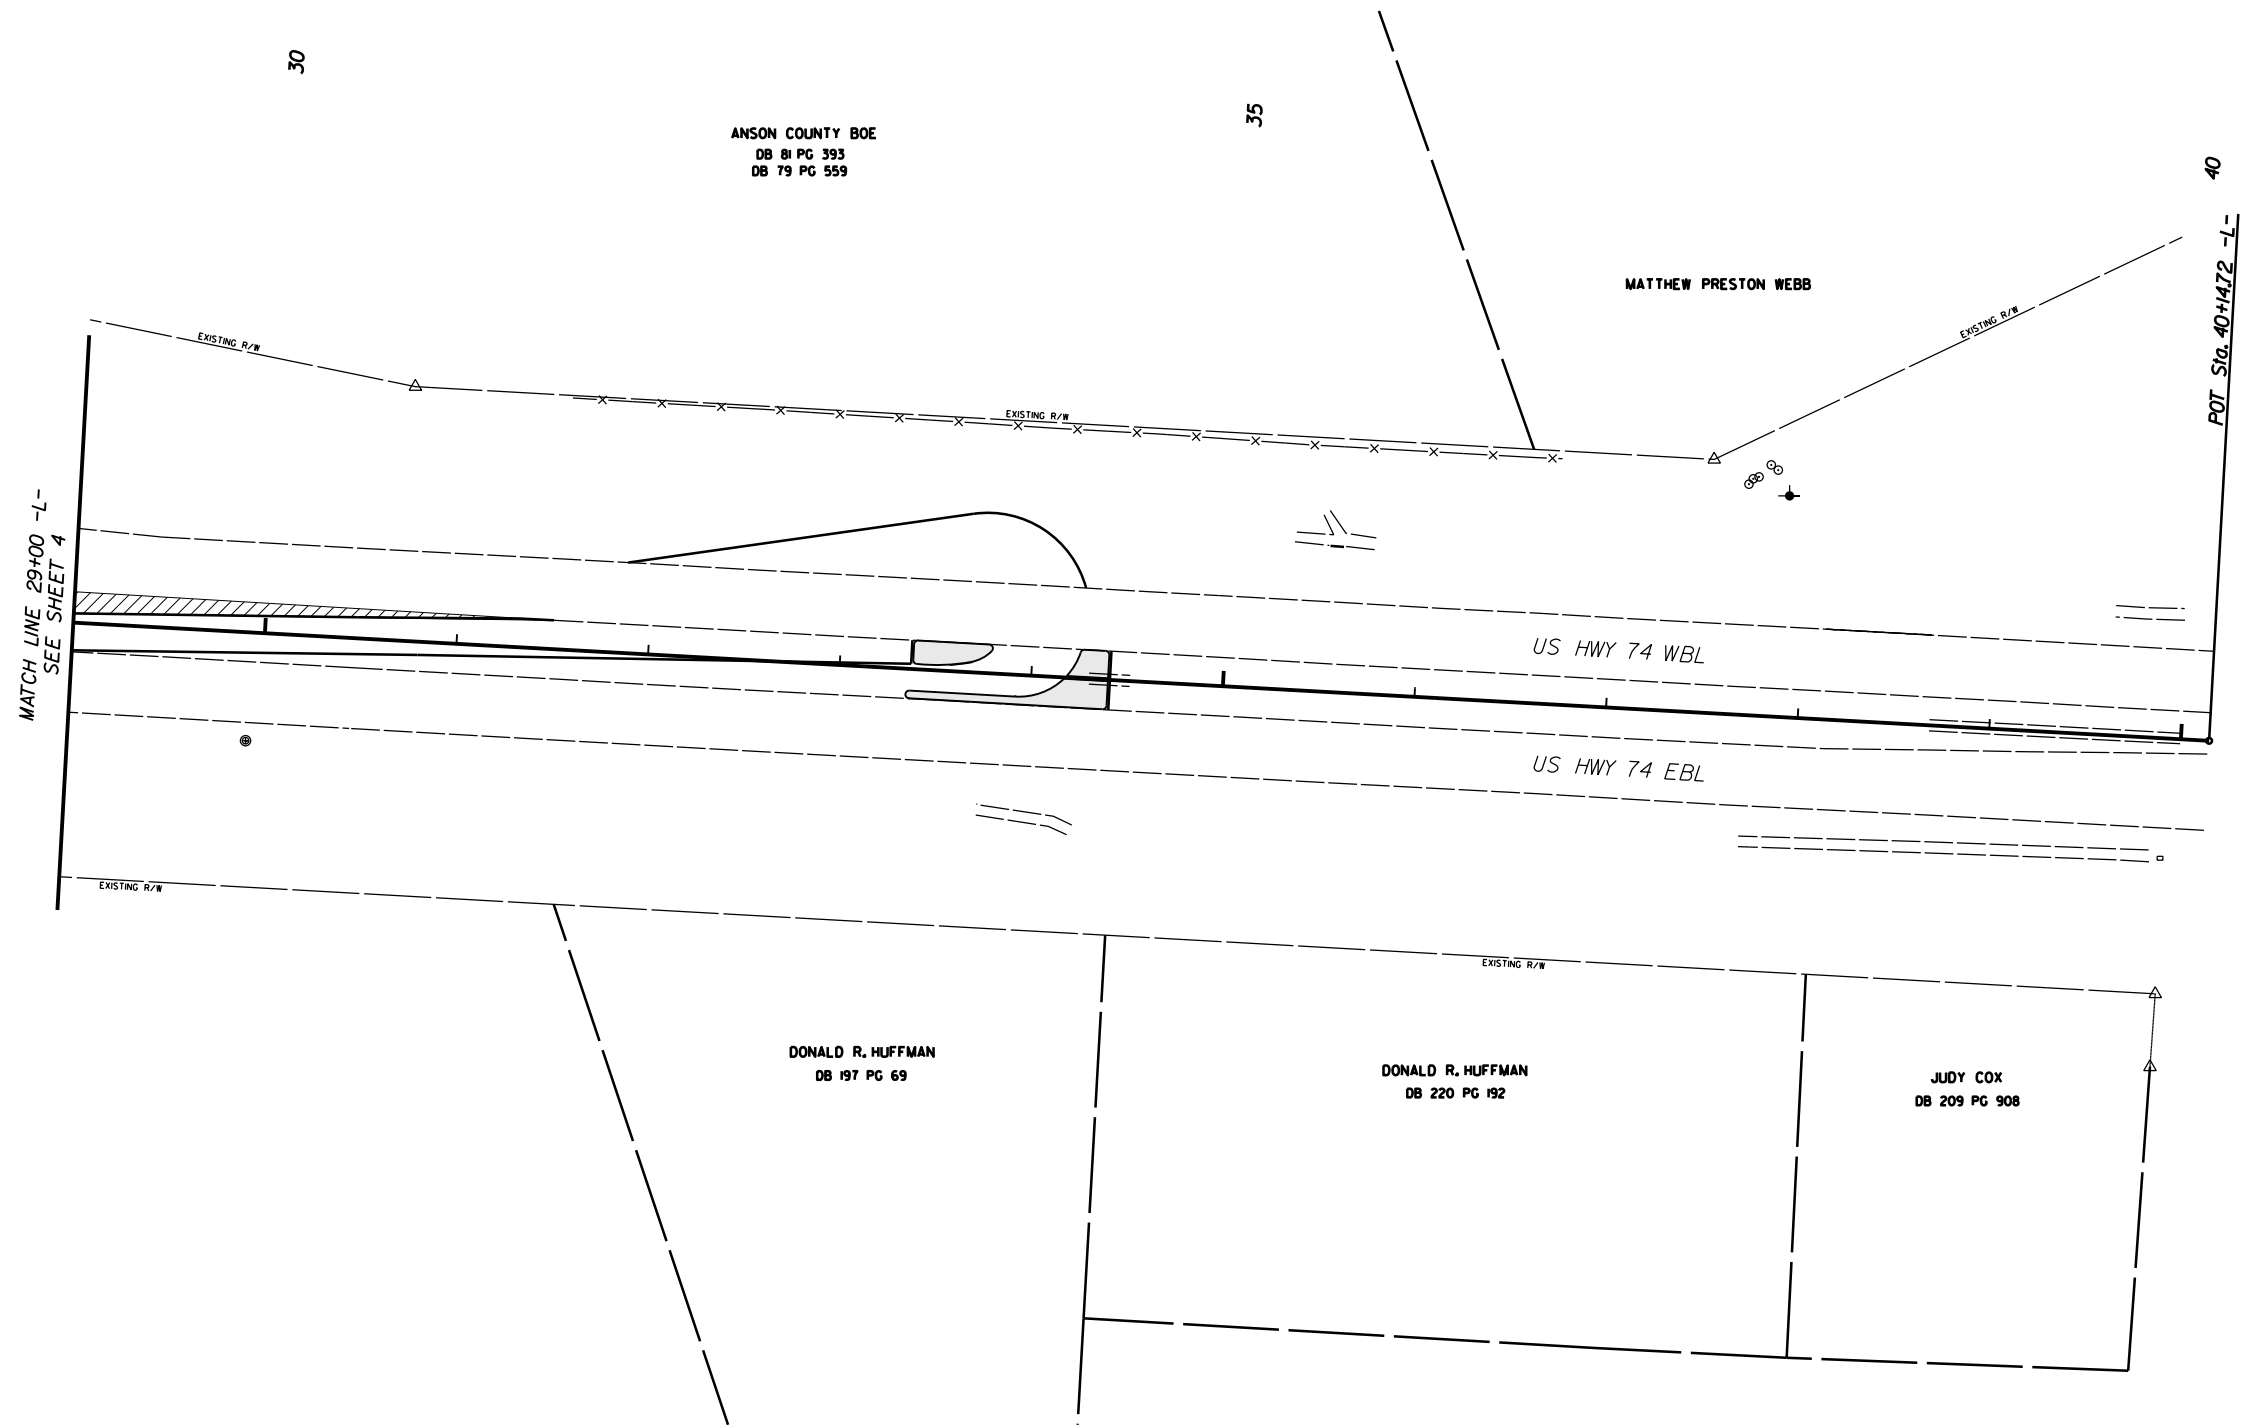 30
35
40
ANSON COUNTY BOE
DB 81 PG 393
DB 79 PG 559
MATTHEW PRESTON WEBB
POT Sta. 40+14.72 -L-
EXISTING R/W
EXISTING R/W
EXISTING R/W
MATCH LINE 29+00 -L-
SEE SHEET 4
US HWY 74 WBL
US HWY 74 EBL
EXISTING R/W
EXISTING R/W
DONALD R. HUFFMAN
DB 197 PG 69
DONALD R. HUFFMAN
DB 220 PG 192
JUDY COX
DB 209 PG 908